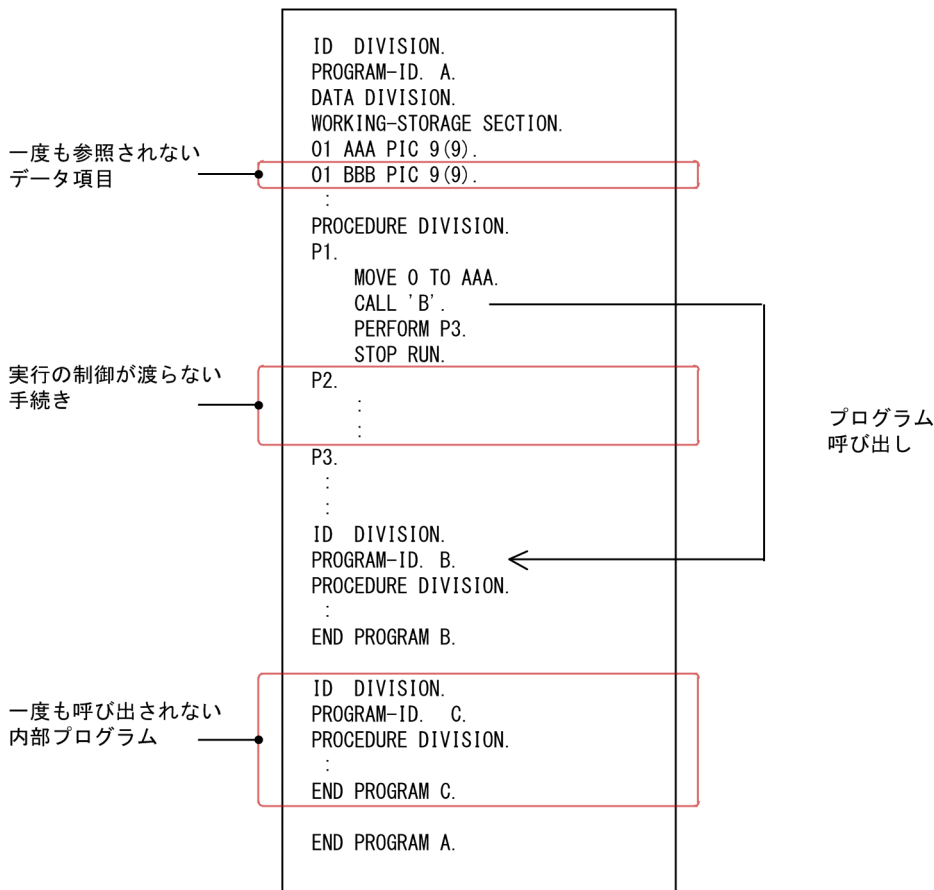 ID  DIVISION.
PROGRAM-ID. A.
DATA DIVISION.
WORKING-STORAGE SECTION.
01 AAA PIC 9(9).
一度も参照されない
データ項目
01 BBB PIC 9(9).
:
PROCEDURE DIVISION.
P1.
MOVE 0 TO AAA.
CALL 'B'.
PERFORM P3.
STOP RUN.
実行の制御が渡らない
手続き
P2.
:
:
プログラム
呼び出し
P3.
:
:
ID  DIVISION.
PROGRAM-ID. B.
PROCEDURE DIVISION.
:
END PROGRAM B.
一度も呼び出されない
内部プログラム
ID  DIVISION.
PROGRAM-ID.  C.
PROCEDURE DIVISION.
:
END PROGRAM C.
END PROGRAM A.